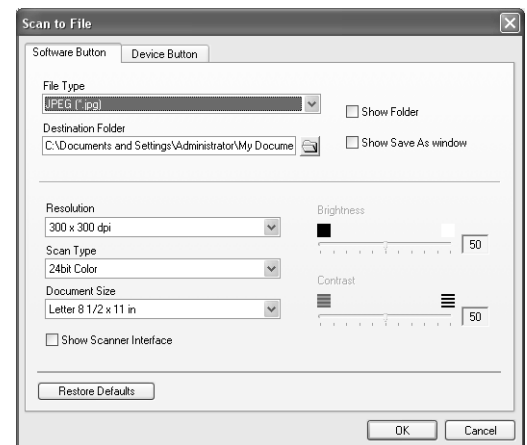 Scan to File
Software Button
Device Button
File Type
JPEG (*.jpg)
Show Folder
Destination Folder
C:\Documents and Settings\Administrator\My Docume
Show Save As window
Resolution
300 x 300 dpi
Scan Type
24bit Color
Document Size
Letter 8 1/2 x 11 in
Show Scanner Interface
Brightness
50
Contrast
50
Restore Defaults
OK
Cancel